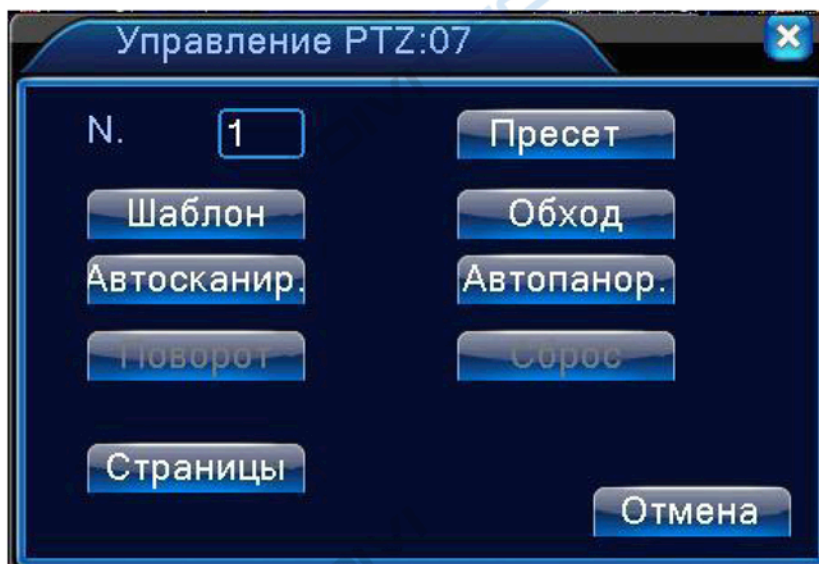 Управление PTZ:07
N. 1 Пресет
Шаблон Обход
Автосканир. Автопанор.
Поворот Сброс
Страницы
Отмена